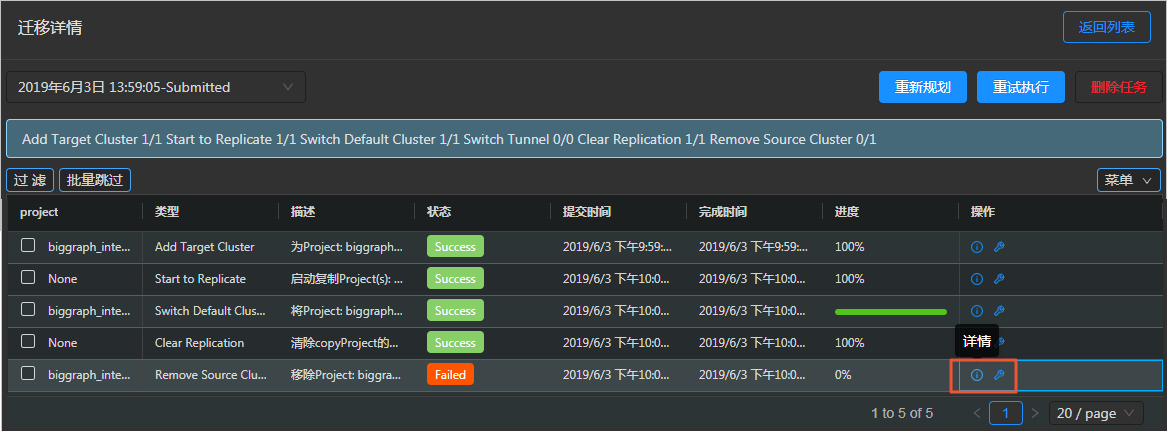 迁移详情
返回列表
2019年6月3日 13:59:05-Submitted
重新规划 重试执行 删除任务
Add Target Cluster 1/1 Start to Replicate 1/1 Switch Default Cluster 1/1 Switch Tunnel 0/0 Clear Replication 1/1 Remove Source Cluster 0/1
过 滤 批量跳过 菜单
project 类型 描述 状态 提交时间 完成时间 进度 操作
biggraph_inte... Add Target Cluster 为Project: biggraph... Success 2019/6/3 下午9:59:... 2019/6/3 下午9:59:... 100%
None Start to Replicate 启动复制Project(s): ... Success 2019/6/3 下午10:0... 2019/6/3 下午10:0... 100%
biggraph_inte... Switch Default Clus... 将Project: biggraph... Success 2019/6/3 下午10:0... 2019/6/3 下午10:0...
None Clear Replication 清除copyProject的... Success 2019/6/3 下午10:0... 2019/6/3 下午10:0... 100%
详情
biggraph_inte... Remove Source Clu... 移除Project: biggra... Failed 2019/6/3 下午10:0... 2019/6/3 下午10:0... 0%
1 to 5 of 5 < 1 > 20 / page